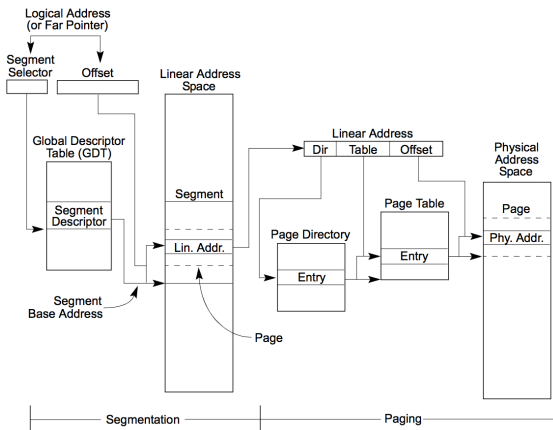 Logical Address
(or Far Pointer)
Segment
Selector
Offset
Linear Address
Space
Global Descriptor
Table (GDT)
Segment
Descriptor
Segment
Lin. Addr.
Segment
Base Address
Page
Linear Address
Dir Table Offset
Page Directory
Entry
Page Table
Entry
Physical
Address
Space
Page
Phy. Addr.
Segmentation
Paging